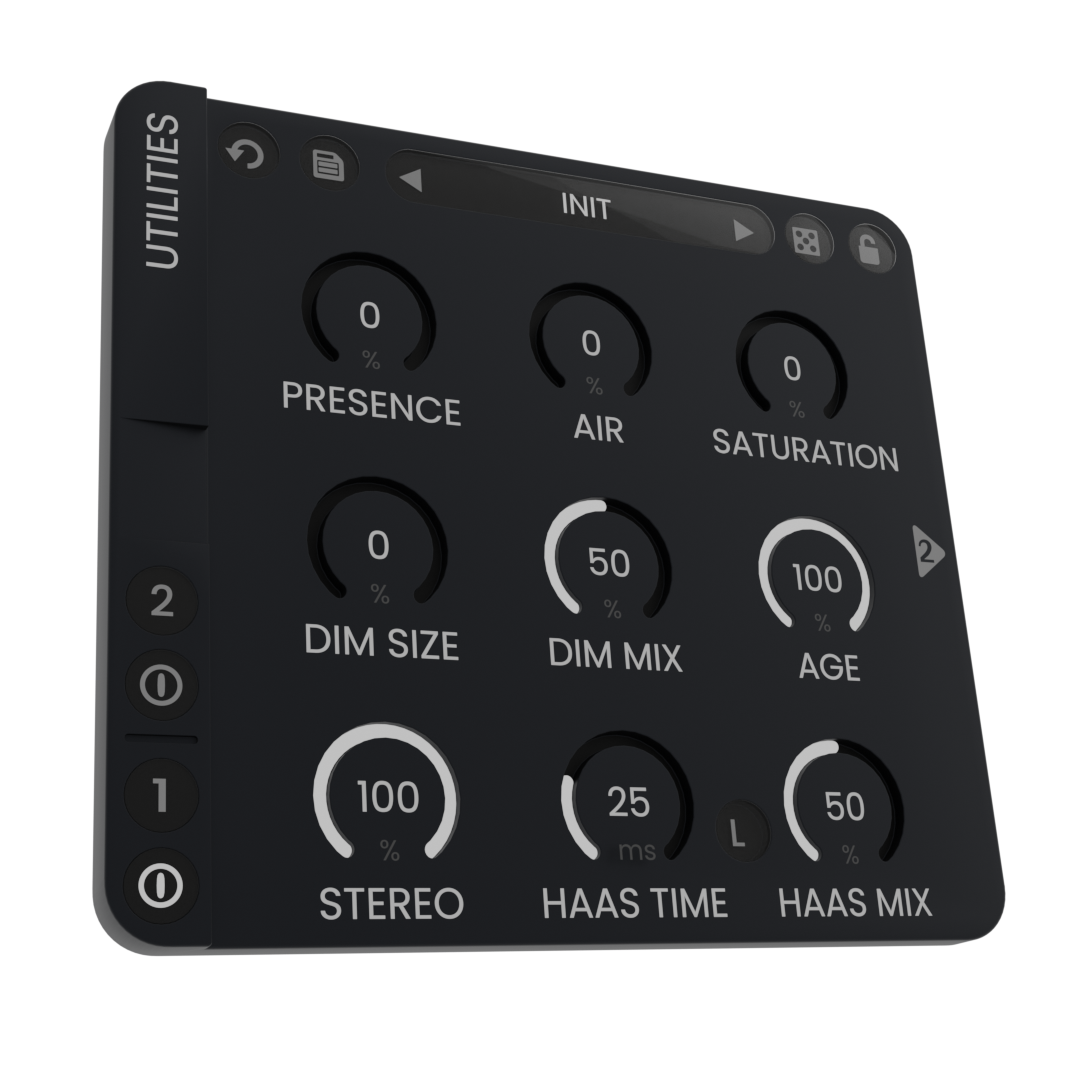 UTILITIES
INIT
0
%
PRESENCE
0
%
AIR
0
%
SATURATION
0
%
DIM SIZE
50
%
DIM MIX
100
%
AGE
2
100
%
STEREO
25
ms
HAAS TIME
L
50
%
HAAS MIX
2
1